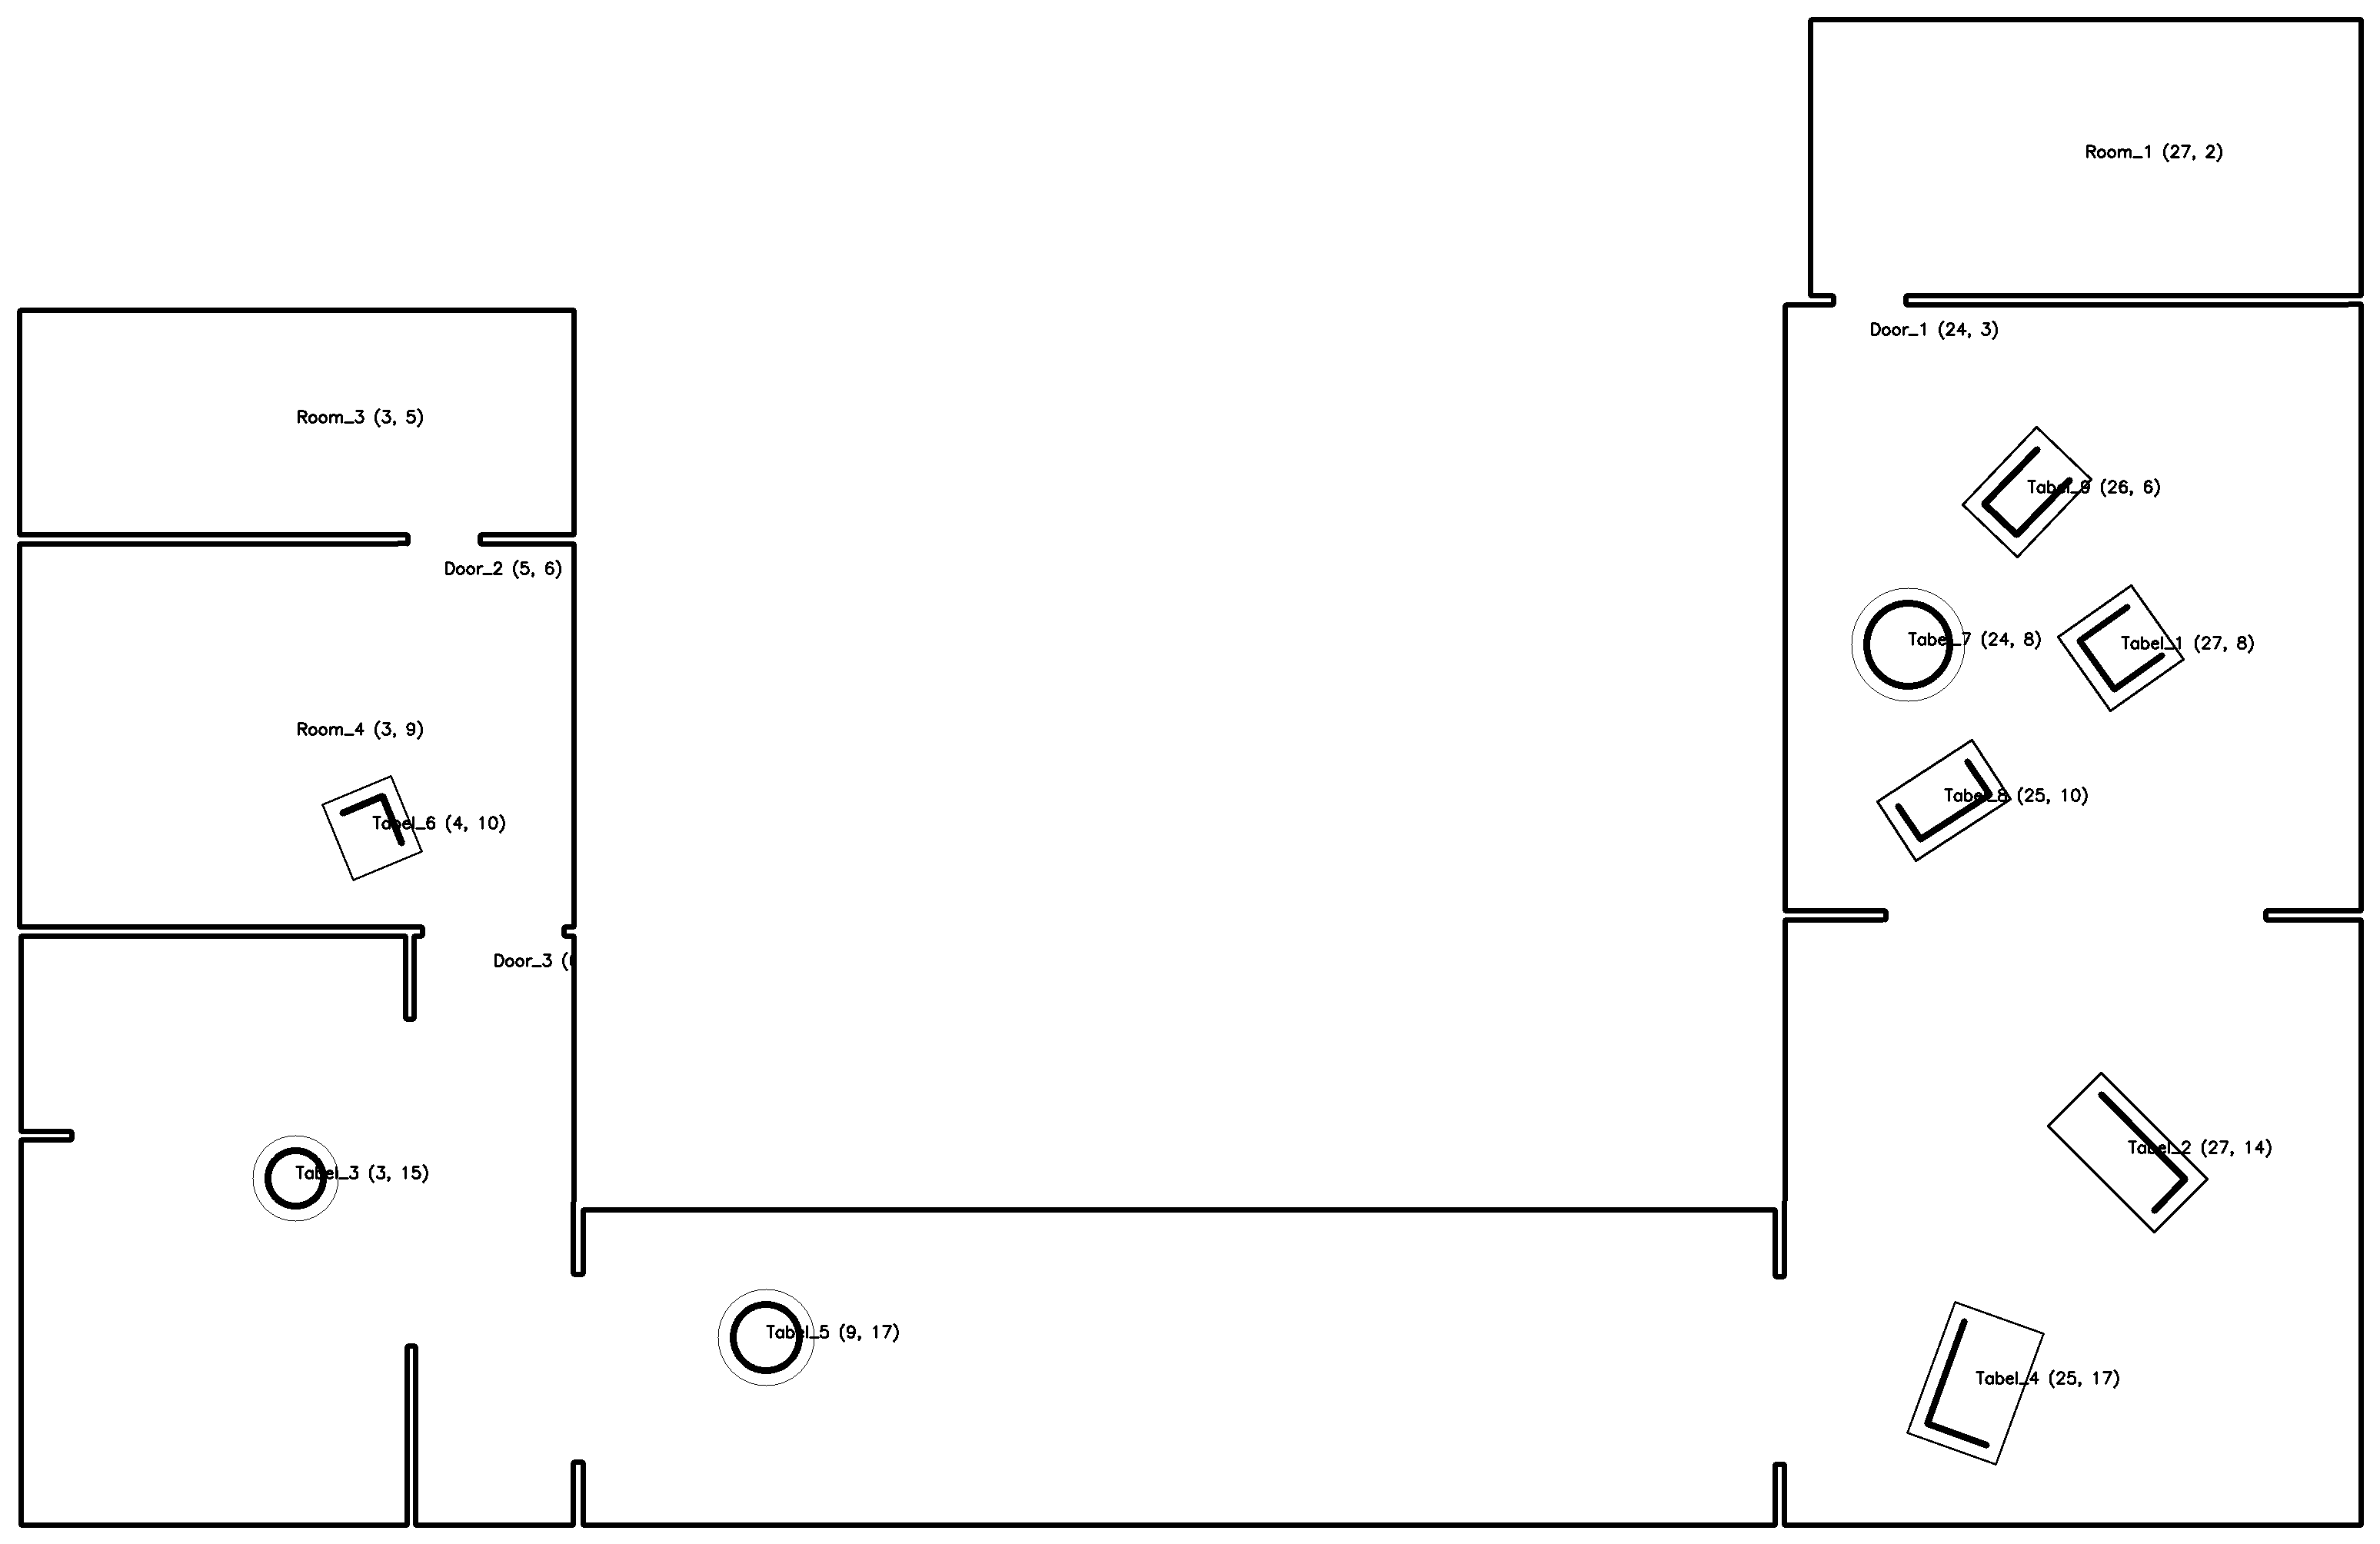 Room_1 (27, 2)
Door_1 (24, 3)
Room_3 (3, 5)
Tabel_9 (26, 6)
Door_2 (5, 6)
Tabel_7 (24, 8)
Tabel_1 (27, 8)
Room_4 (3, 9)
Tabel_8 (25, 10)
Tabel_6 (4, 10)
Door_3 (
Tabel_2 (27, 14)
Tabel_3 (3, 15)
Tabel_5 (9, 17)
Tabel_4 (25, 17)